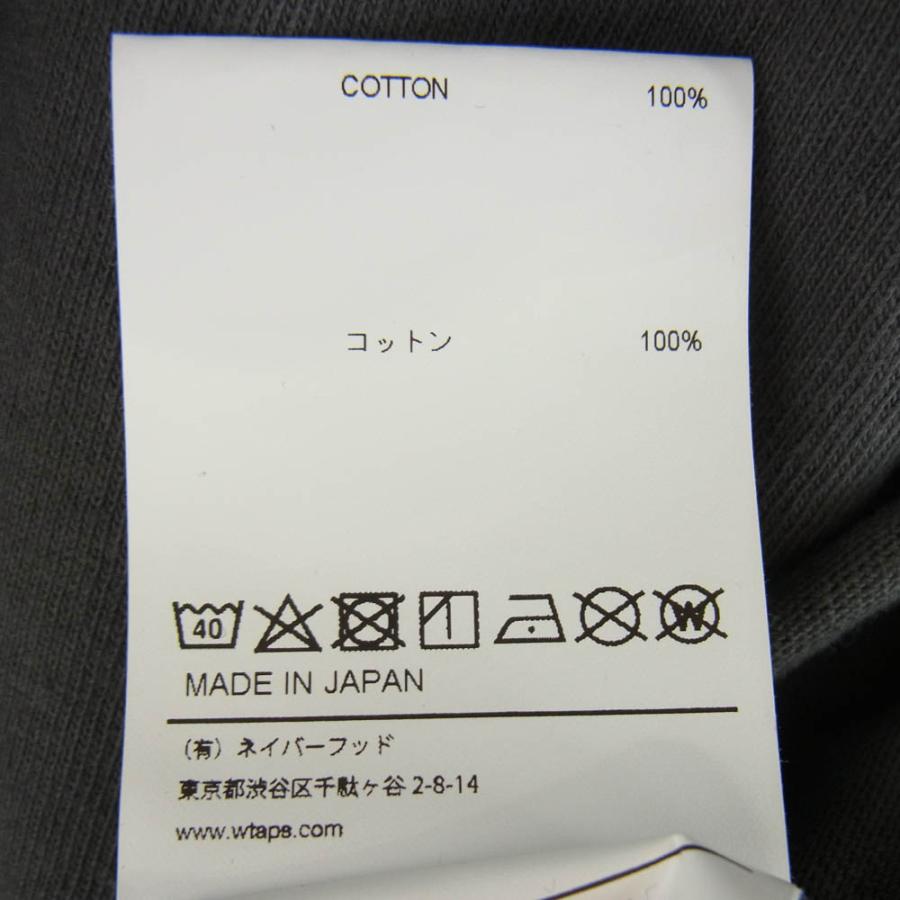 COTTON 100%
コットン 100%
40 W
MADE IN JAPAN
(有) ネイバーフッド
東京都渋谷区千駄ヶ谷 2-8-14
www.wtaps.com